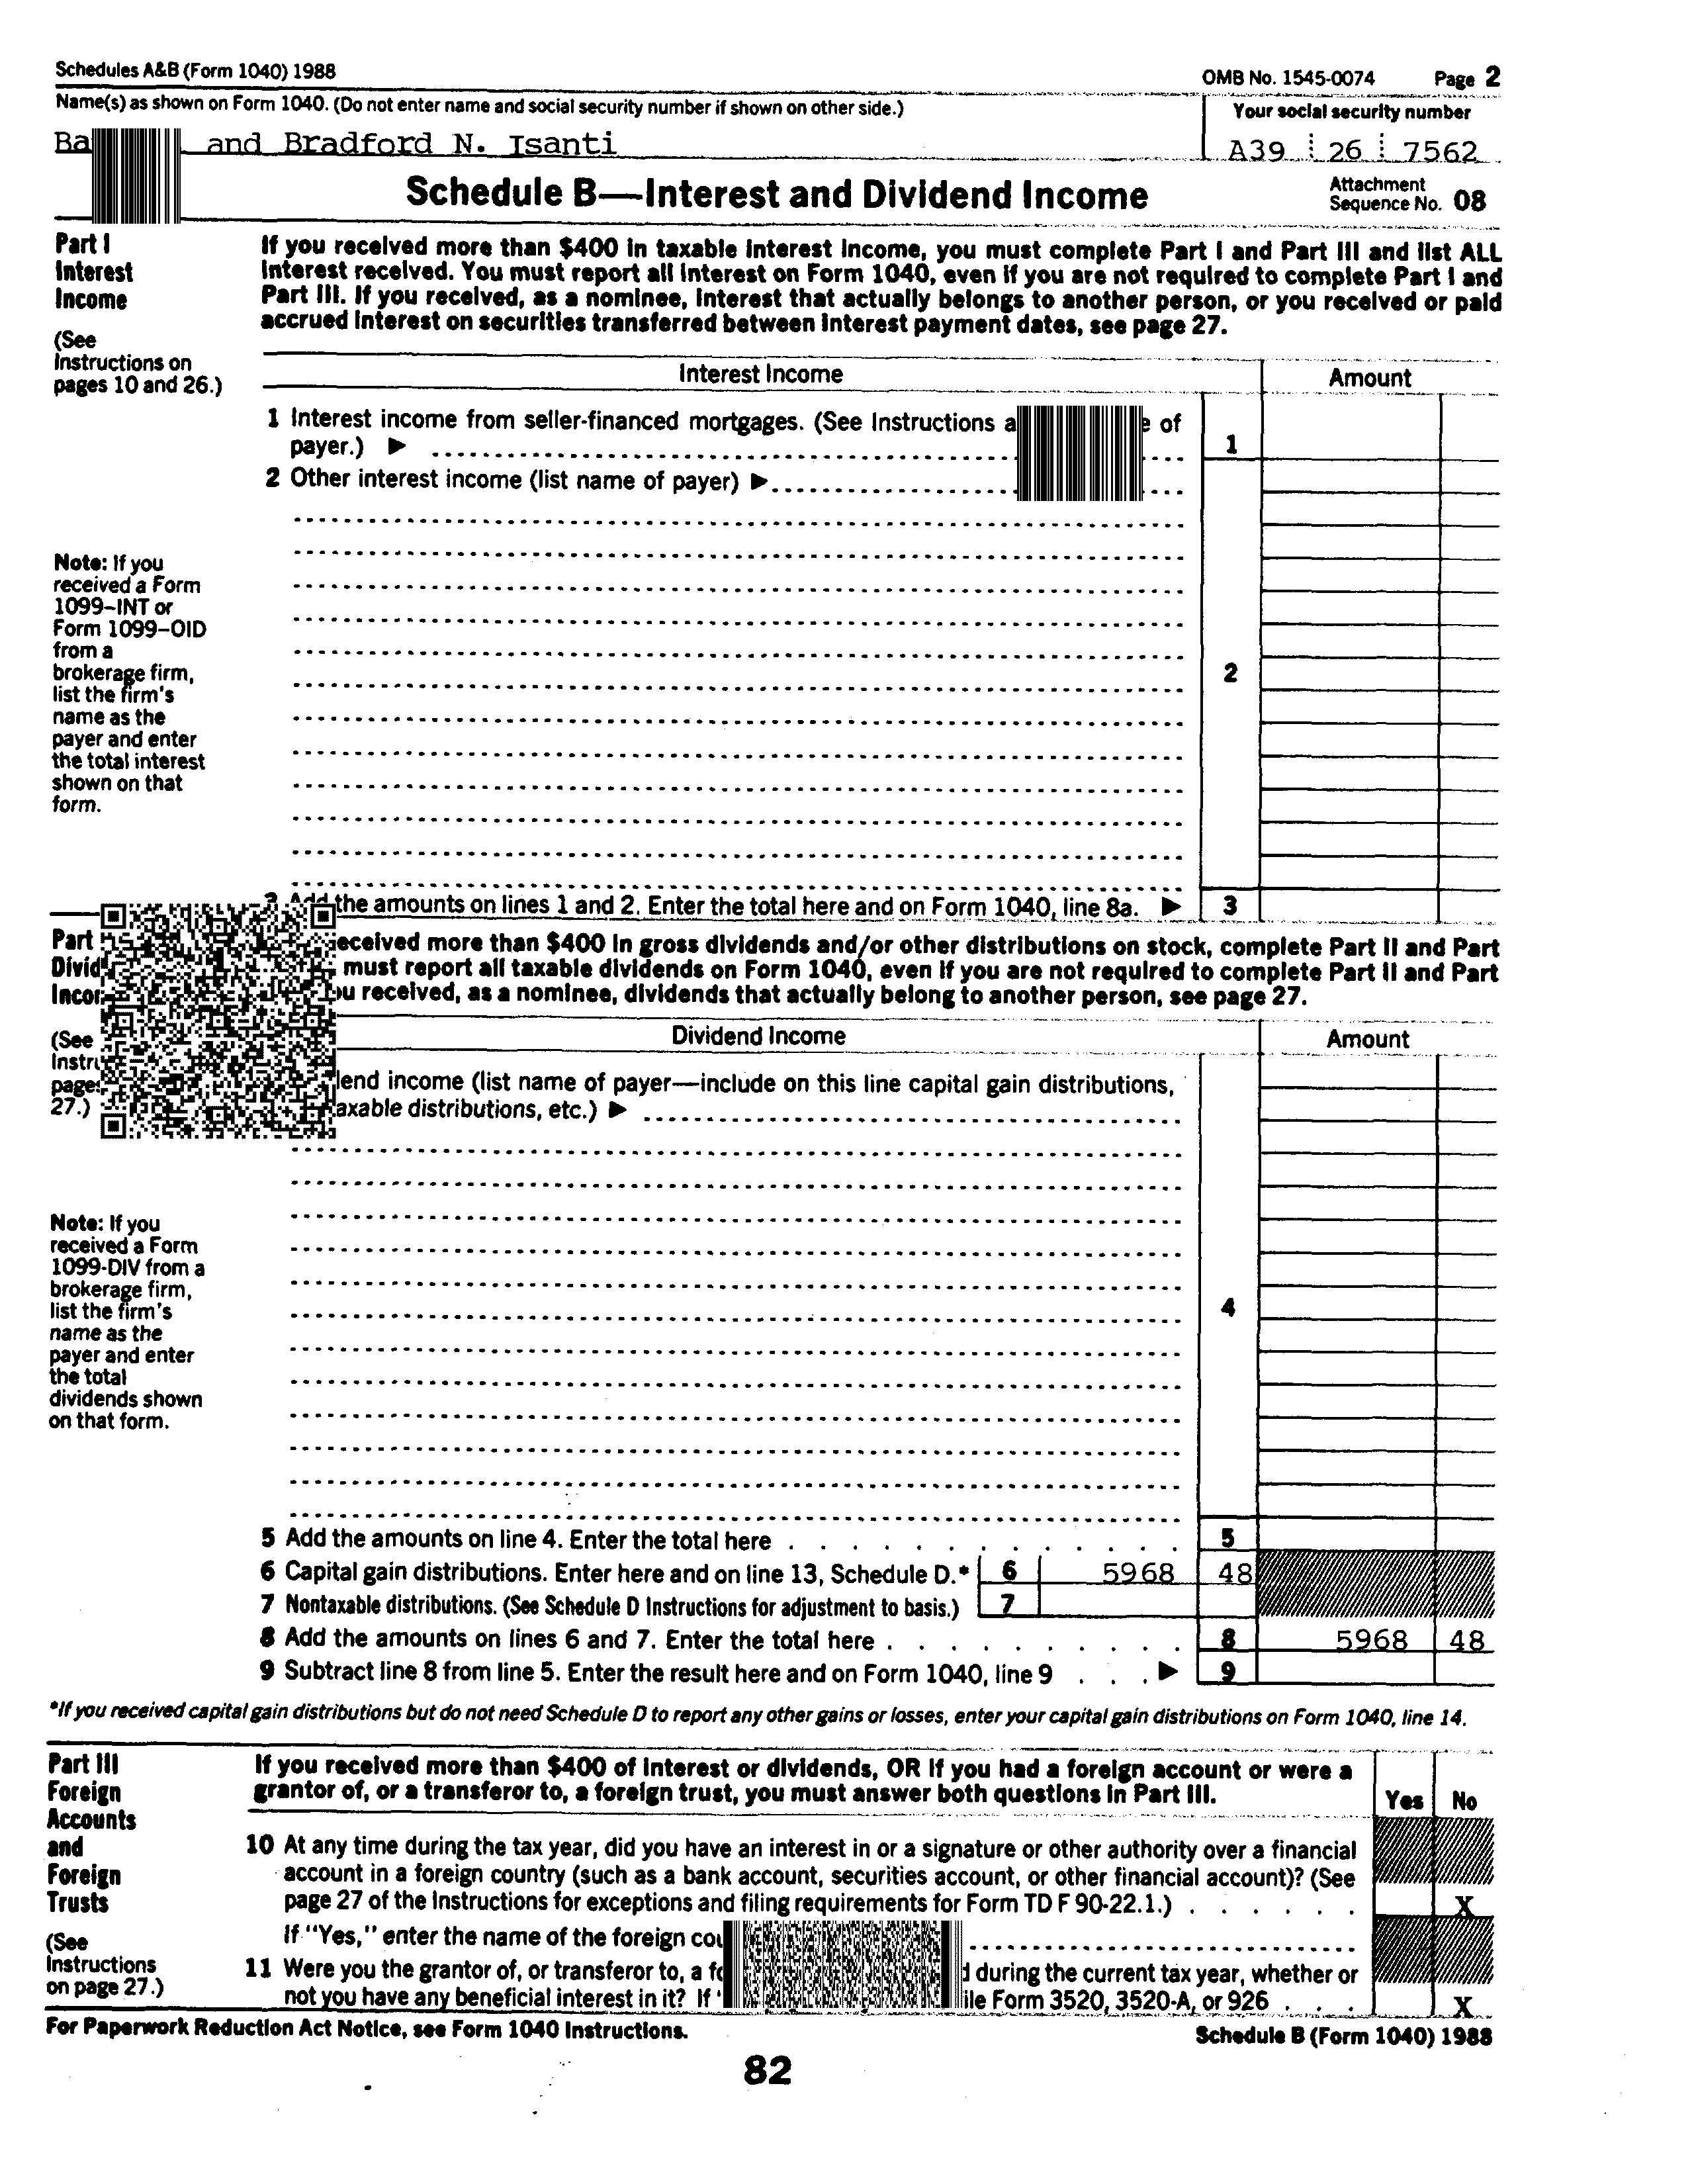 Schedules A&B (Form 1040) 1988 OMB No. 1545-0074 Page 2
Name(s) as shown on Form 1040. (Do not enter name and social security number if shown on other side.) Your social security number
and Bradford N. Isanti A39 26 7562
Schedule B—Interest and Dividend Income Attachment Sequence No. 08
Part I
Interest
Income
(See
Instructions on
pages 10 and 26.)
If you received more than $400 in taxable interest income, you must complete Part I and Part III and list ALL
interest received. You must report all interest on Form 1040, even if you are not required to complete Part I and
Part III. If you received, as a nominee, interest that actually belongs to another person, or you received or paid
accrued interest on securities transferred between interest payment dates, see page 27.
Interest Income Amount
1 Interest income from seller-financed mortgages. (See Instructions of
payer.) ▶ 1
2 Other interest income (list name of payer) ▶
Note: If you
received a Form
1099–INT or
Form 1099–OID
from a
brokerage firm,
list the firm's
name as the
payer and enter
the total interest
shown on that
form.
2
the amounts on lines 1 and 2. Enter the total here and on Form 1040, line 8a. ▶ 3
Part
received more than $400 in gross dividends and/or other distributions on stock, complete Part II and Part
must report all taxable dividends on Form 1040, even if you are not required to complete Part II and Part
received, as a nominee, dividends that actually belong to another person, see page 27.
(See
27.)
Dividend Income Amount
income (list name of payer—include on this line capital gain distributions,
distributions, etc.) ▶
Note: If you
received a Form
1099-DIV from a
brokerage firm,
list the firm's
name as the
payer and enter
the total
dividends shown
on that form.
4
5 Add the amounts on line 4. Enter the total here 5
6 Capital gain distributions. Enter here and on line 13, Schedule D.* 6 5968 48
7 Nontaxable distributions. (See Schedule D Instructions for adjustment to basis.) 7
8 Add the amounts on lines 6 and 7. Enter the total here 8 5968 48
9 Subtract line 8 from line 5. Enter the result here and on Form 1040, line 9 ▶ 9
*If you received capital gain distributions but do not need Schedule D to report any other gains or losses, enter your capital gain distributions on Form 1040, line 14.
Part III
Foreign
Accounts
and
Foreign
Trusts
(See
Instructions
on page 27.)
If you received more than $400 of interest or dividends, OR if you had a foreign account or were a
grantor of, or a transferor to, a foreign trust, you must answer both questions in Part III. Yes No
10 At any time during the tax year, did you have an interest in or a signature or other authority over a financial
account in a foreign country (such as a bank account, securities account, or other financial account)? (See
page 27 of the Instructions for exceptions and filing requirements for Form TD F 90-22.1.) X
If "Yes," enter the name of the foreign
11 Were you the grantor of, or transferor to, a during the current tax year, whether or
not you have any beneficial interest in it? If Form 3520, 3520-A, or 926 X
For Paperwork Reduction Act Notice, see Form 1040 Instructions. Schedule B (Form 1040) 1988
82